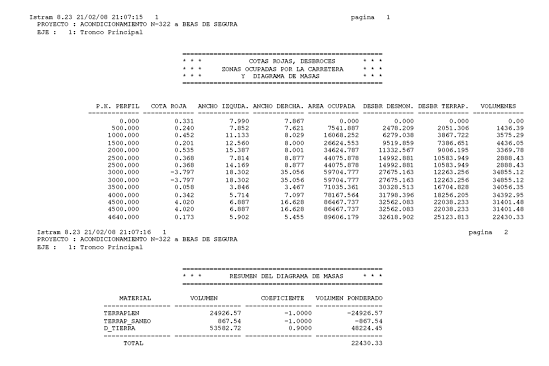 Istram 8.23 21/02/08 21:07:15 1 pagina 1
PROYECTO : ACONDICIONAMIENTO N-322 a BEAS DE SEGURA
EJE : 1: Tronco Principal
* * * COTAS ROJAS, DESBROCES * * *
* * * ZONAS OCUPADAS POR LA CARRETERA * * *
* * * Y DIAGRAMA DE MASAS * * *
P.K. PERFIL COTA ROJA ANCHO IZQUDA. ANCHO DERCHA. AREA OCUPADA DESBR DESMON. DESBR TERRAP. VOLUMENES
0.000 0.331 7.990 7.867 0.000 0.000 0.000 0.00
500.000 0.240 7.852 7.621 7541.887 2478.209 2051.306 1436.39
1000.000 0.452 11.133 8.029 16068.252 6279.038 3867.722 3575.29
1500.000 0.201 12.560 8.000 26624.553 9519.859 7386.651 4436.05
2000.000 0.535 15.387 8.001 34624.787 11332.567 9006.195 3369.78
2500.000 0.368 7.814 8.877 44075.878 14992.881 10583.949 2888.43
2500.000 0.368 14.169 8.877 44075.878 14992.881 10583.949 2888.43
3000.000 -3.797 18.302 35.056 59704.777 27675.163 12263.256 34855.12
3000.000 -3.797 18.302 35.056 59704.777 27675.163 12263.256 34855.12
3500.000 0.058 3.846 3.467 71035.361 30328.513 16704.828 34056.35
4000.000 0.342 5.714 7.097 78167.564 31798.396 18256.205 34392.95
4500.000 4.020 6.887 16.628 86467.737 32562.083 22038.233 31401.48
4500.000 4.020 6.887 16.628 86467.737 32562.083 22038.233 31401.48
4640.000 0.173 5.902 5.455 89606.179 32618.902 25123.813 22430.33
Istram 8.23 21/02/08 21:07:16 1 pagina 2
PROYECTO : ACONDICIONAMIENTO N-322 a BEAS DE SEGURA
EJE : 1: Tronco Principal
* * * RESUMEN DEL DIAGRAMA DE MASAS * * *
MATERIAL VOLUMEN COEFICIENTE VOLUMEN PONDERADO
TERRAPLEN 24926.57 -1.0000 -24926.57
TERRAP_SANEO 867.54 -1.0000 -867.54
D_TIERRA 53582.72 0.9000 48224.45
TOTAL 22430.33